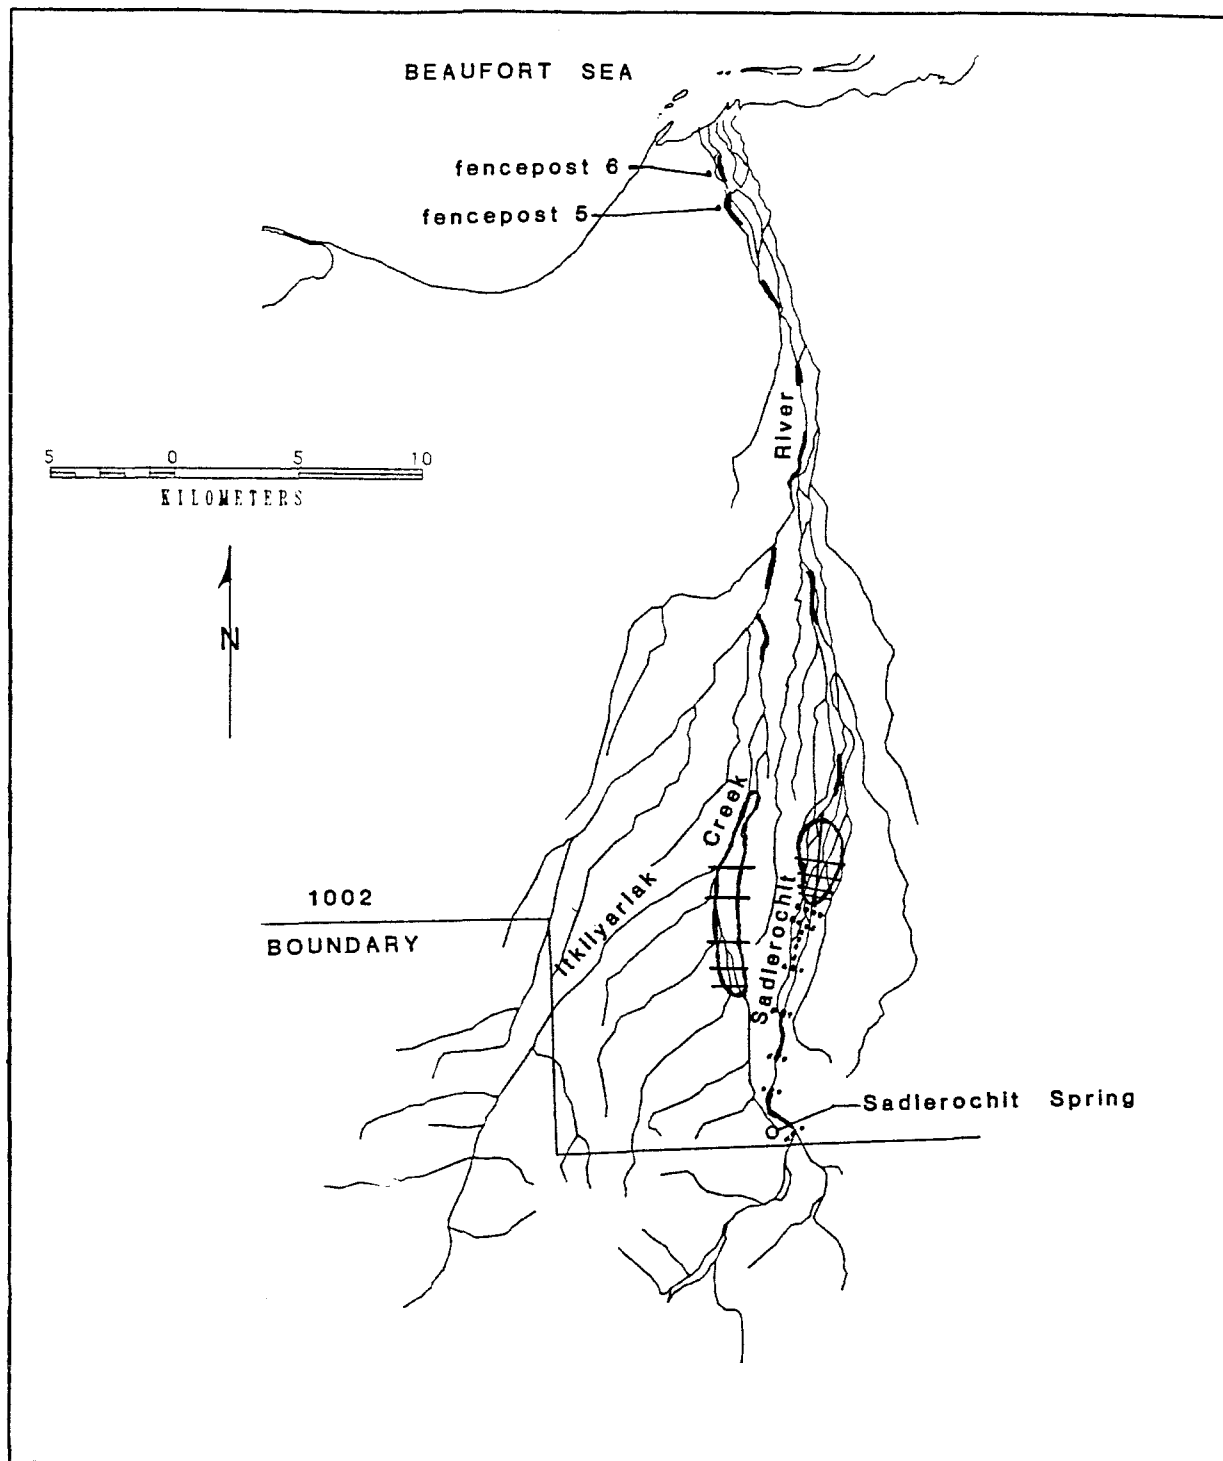 BEAUFORT SEA
fencepost 6
fencepost 5
River
5 0 5 10
KILOMETERS
N
Creek
Itkilyariak
1002
BOUNDARY
Sadlerochit
Sadlerochit Spring